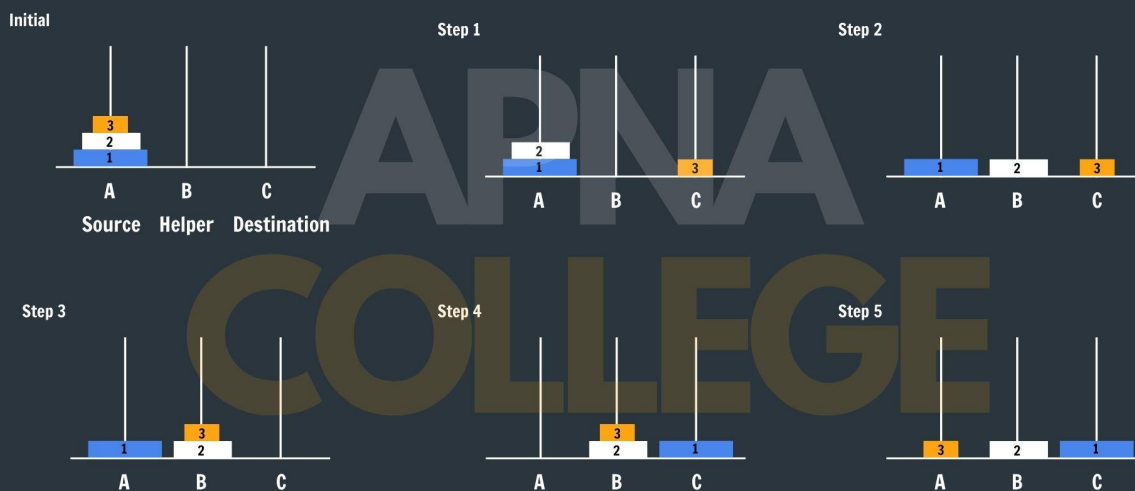 Initial
3
2
1
A B C
Source Helper Destination
Step 1
2
1 3
A B C
Step 2
1 2 3
A B C
APNA
COLLEGE
Step 3
3
1 2
A B C
Step 4
3
2 1
A B C
Step 5
3 2 1
A B C